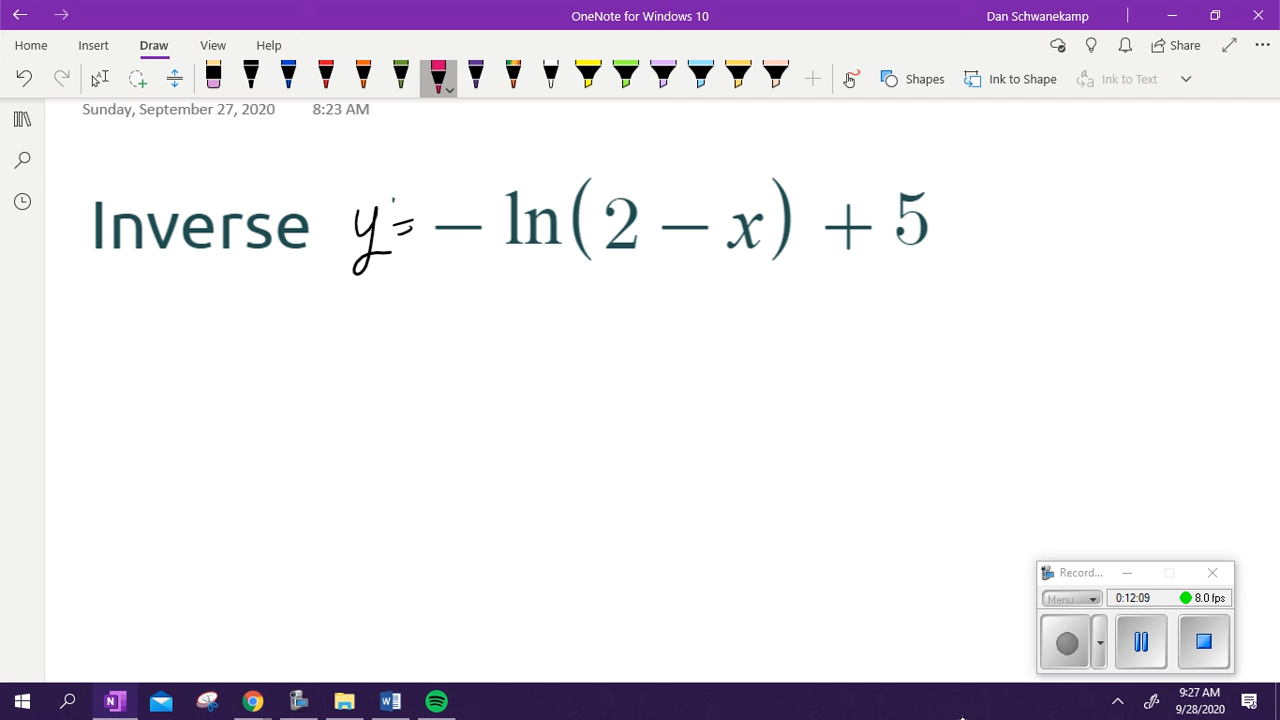 OneNote for Windows 10
Dan Schwanekamp
Home Insert Draw View Help
Share
Shapes Ink to Shape Ink to Text
Sunday, September 27, 2020 8:23 AM
Inverse y = − ln(2 − x) + 5
Record...
Menu 0:12:09 8.0 fps
9:27 AM
9/28/2020